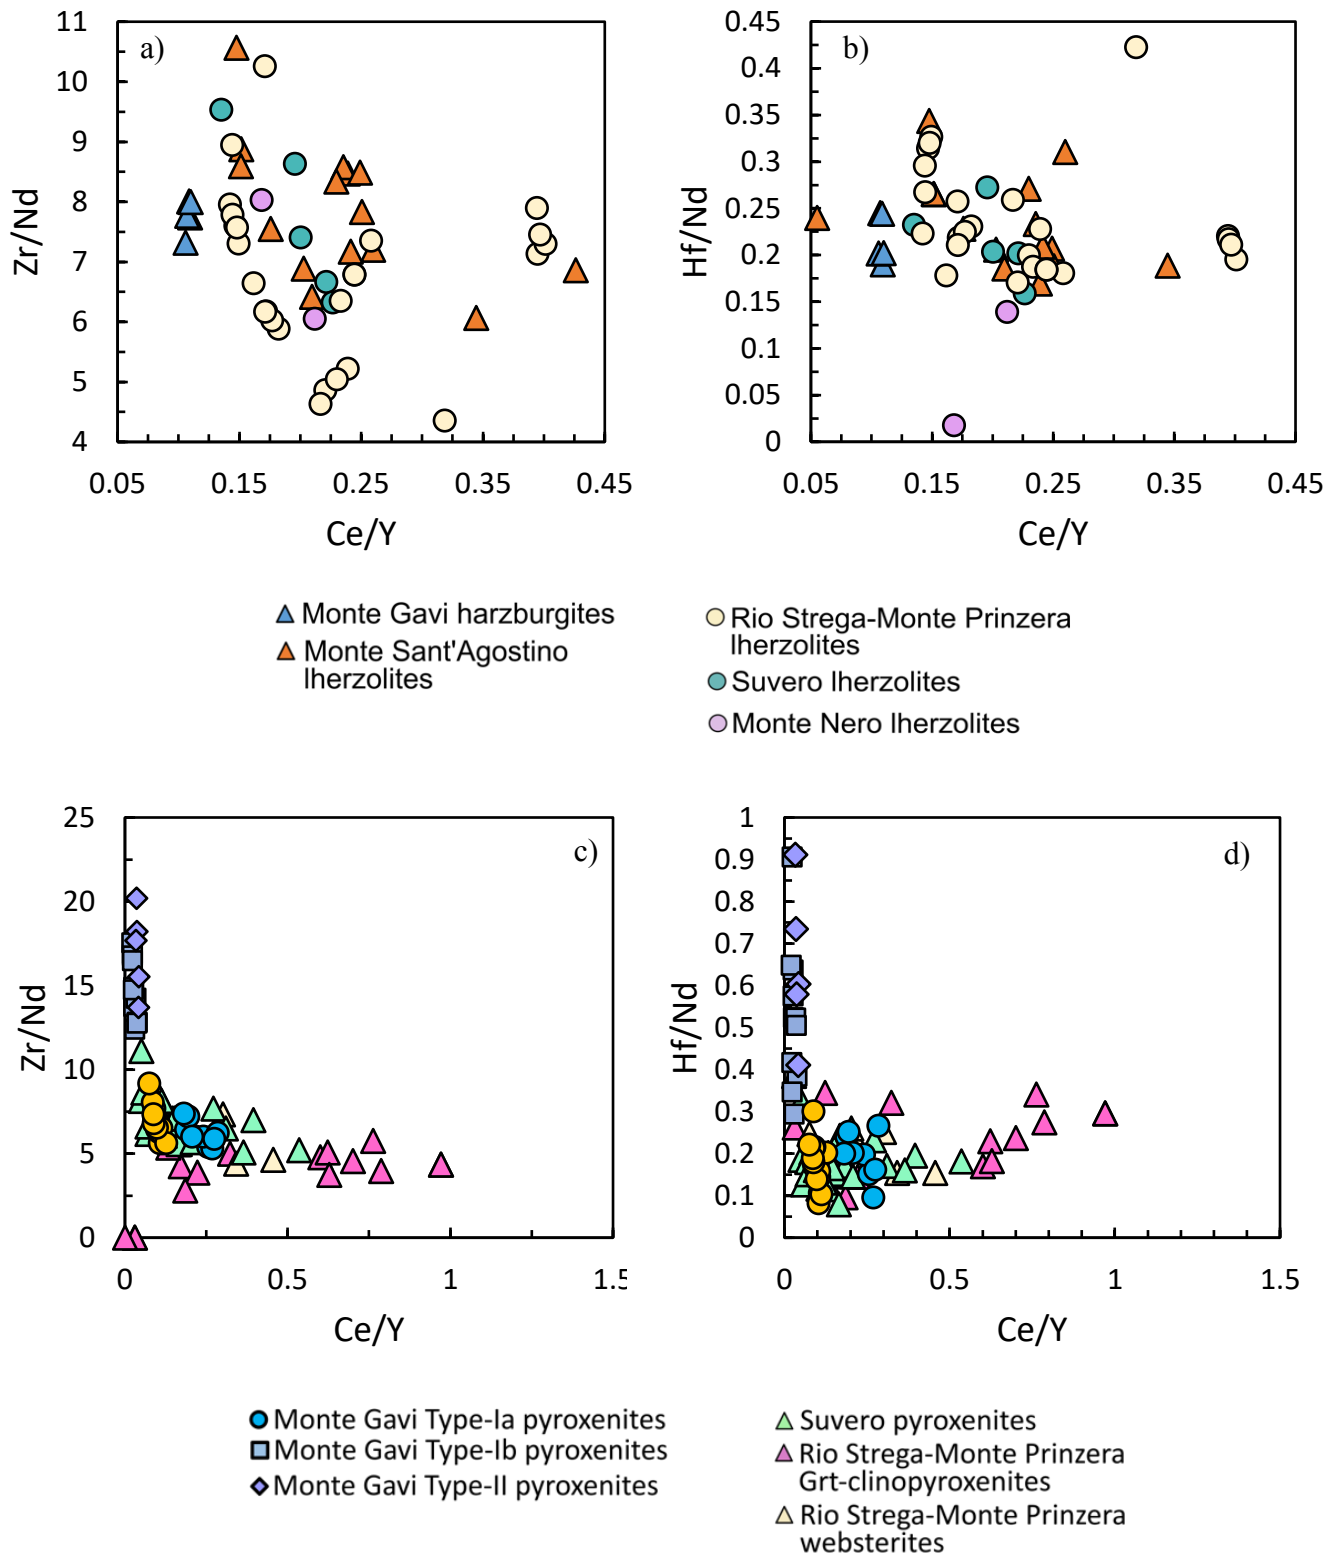 a)
11
10
9
8
7
6
5
4
Zr/Nd
0.05 0.15 0.25 0.35 0.45
Ce/Y
b)
0.45
0.4
0.35
0.3
0.25
0.2
0.15
0.1
0.05
0
Hf/Nd
0.05 0.15 0.25 0.35 0.45
Ce/Y
Monte Gavi harzburgites
Monte Sant'Agostino
lherzolites
Rio Strega-Monte Prinzera
lherzolites
Suvero lherzolites
Monte Nero lherzolites
c)
25
20
15
10
5
0
Zr/Nd
0 0.5 1 1.5
Ce/Y
d)
1
0.9
0.8
0.7
0.6
0.5
0.4
0.3
0.2
0.1
0
Hf/Nd
0 0.5 1 1.5
Ce/Y
Monte Gavi Type-Ia pyroxenites
Monte Gavi Type-Ib pyroxenites
Monte Gavi Type-II pyroxenites
Suvero pyroxenites
Rio Strega-Monte Prinzera
Grt-clinopyroxenites
Rio Strega-Monte Prinzera
websterites